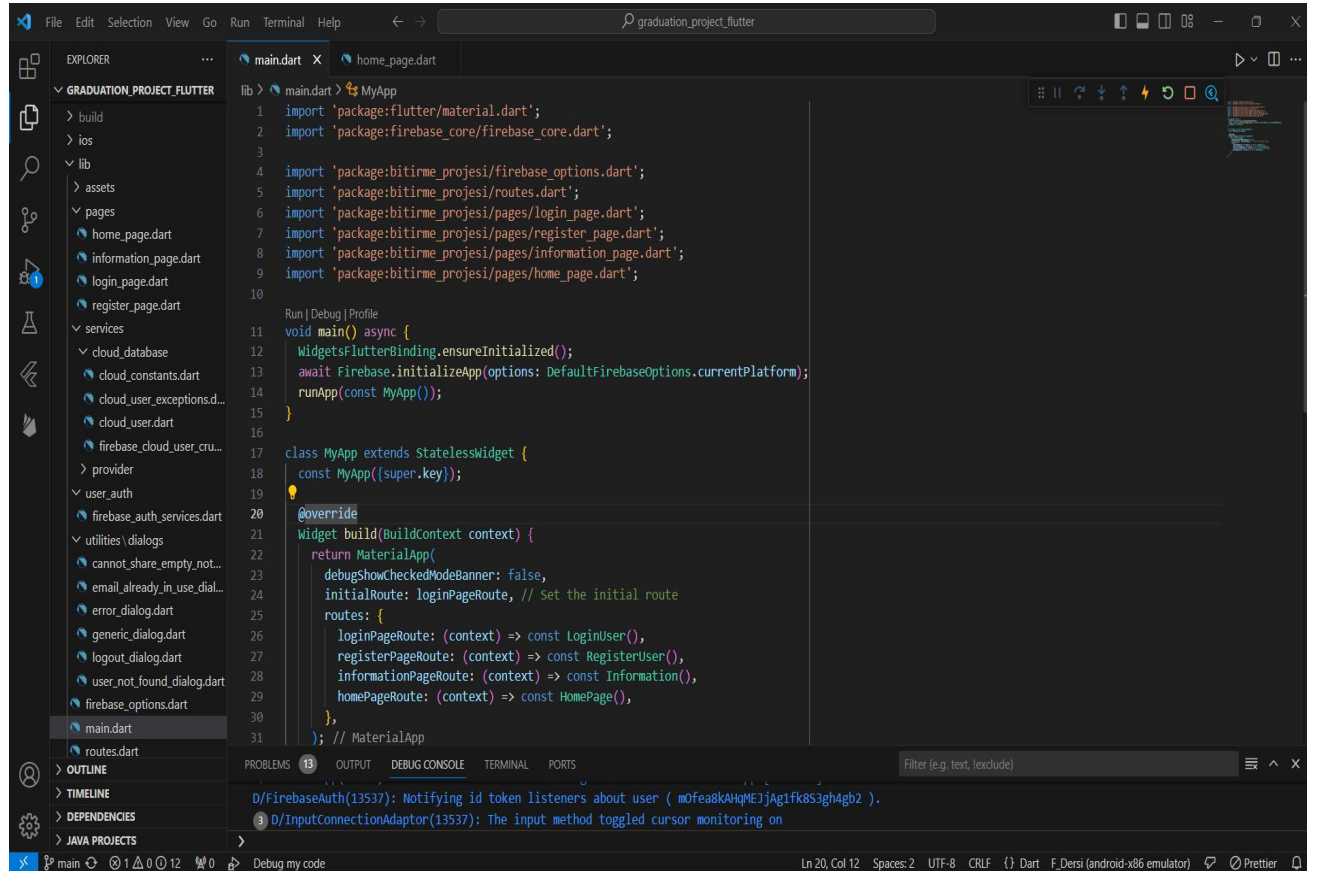 File Edit Selection View Go Run Terminal Help
graduation_project_flutter
EXPLORER
GRADUATION_PROJECT_FLUTTER
build
ios
lib
assets
pages
home_page.dart
information_page.dart
login_page.dart
register_page.dart
services
cloud_database
cloud_constants.dart
cloud_user_exceptions.d...
cloud_user.dart
firebase_cloud_user_cru...
provider
user_auth
firebase_auth_services.dart
utilities \ dialogs
cannot_share_empty_not...
email_already_in_use_dial...
error_dialog.dart
generic_dialog.dart
logout_dialog.dart
user_not_found_dialog.dart
firebase_options.dart
main.dart
routes.dart
OUTLINE
TIMELINE
DEPENDENCIES
JAVA PROJECTS
1
main.dart X home_page.dart
lib > main.dart > MyApp
1 import 'package:flutter/material.dart';
2 import 'package:firebase_core/firebase_core.dart';
3
4 import 'package:bitirme_projesi/firebase_options.dart';
5 import 'package:bitirme_projesi/routes.dart';
6 import 'package:bitirme_projesi/pages/login_page.dart';
7 import 'package:bitirme_projesi/pages/register_page.dart';
8 import 'package:bitirme_projesi/pages/information_page.dart';
9 import 'package:bitirme_projesi/pages/home_page.dart';
10
Run | Debug | Profile
11 void main() async {
12 WidgetsFlutterBinding.ensureInitialized();
13 await Firebase.initializeApp(options: DefaultFirebaseOptions.currentPlatform);
14 runApp(const MyApp());
15 }
16
17 class MyApp extends StatelessWidget {
18 const MyApp({super.key});
19
20 @override
21 Widget build(BuildContext context) {
22 return MaterialApp(
23 debugShowCheckedModeBanner: false,
24 initialRoute: loginPageRoute, // Set the initial route
25 routes: {
26 loginPageRoute: (context) => const LoginUser(),
27 registerPageRoute: (context) => const RegisterUser(),
28 informationPageRoute: (context) => const Information(),
29 homePageRoute: (context) => const HomePage(),
30 },
31 ); // MaterialApp
PROBLEMS 13 OUTPUT DEBUG CONSOLE TERMINAL PORTS
Filter (e.g. text, !exclude)
D/FirebaseAuth(13537): Notifying id token listeners about user ( mOfea8kAHqMEJjAg1fk8S3gh4gb2 ).
3 D/InputConnectionAdaptor(13537): The input method toggled cursor monitoring on
>
main 1 0 12 0 Debug my code
Ln 20, Col 12 Spaces: 2 UTF-8 CRLF {} Dart F_Dersi (android-x86 emulator) Prettier